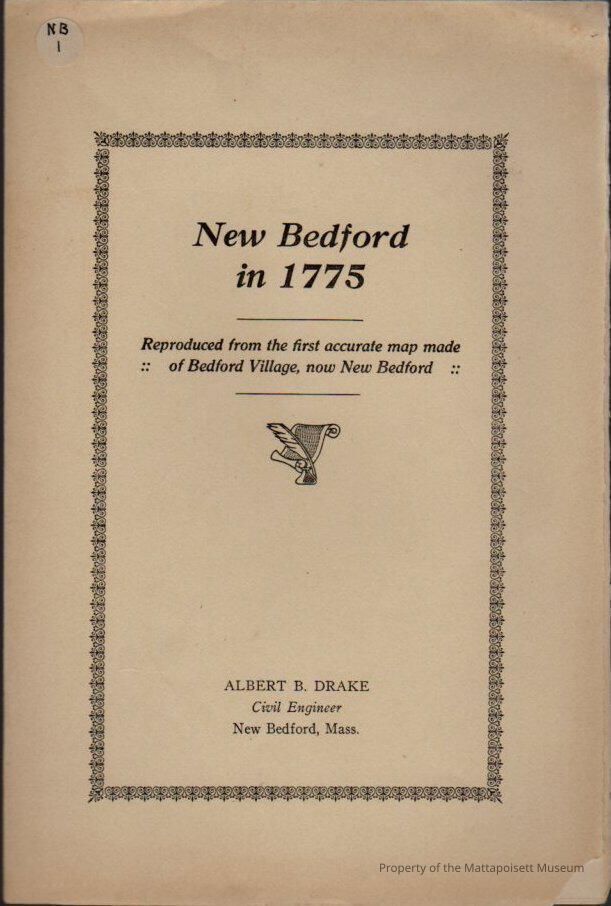 NB
1
New Bedford
in 1775
Reproduced from the first accurate map made
:: of Bedford Village, now New Bedford ::
ALBERT B. DRAKE
Civil Engineer
New Bedford, Mass.
Property of the Mattapoisett Museum